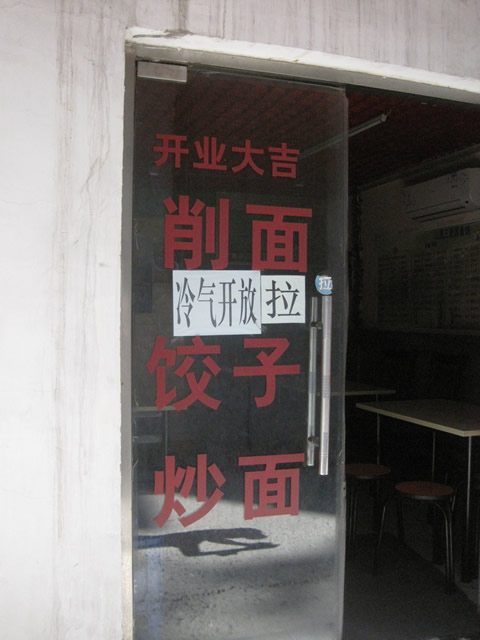 开业大吉
削面
冷气开放 拉 拉
饺子
炒面